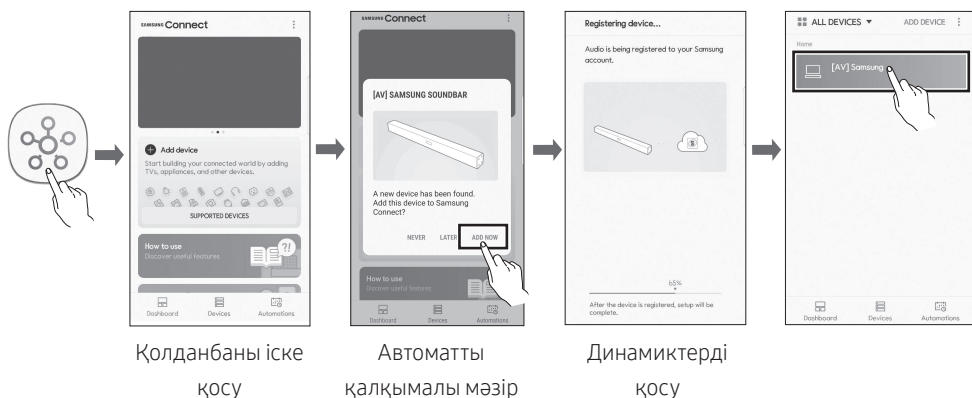 SAMSUNG Connect
Add device
Start building your connected world by adding
TVs, appliances, and other devices.
SUPPORTED DEVICES
How to use
Discover useful features
Dashboard Devices Automations
Қолданбаны іске
қосу
SAMSUNG Connect
[AV] SAMSUNG SOUNDBAR
A new device has been found.
Add this device to Samsung
Connect?
NEVER LATER ADD NOW
How to use
Discover useful features
Dashboard Devices Automations
Автоматты
қалқымалы мәзір
Registering device...
Audio is being registered to your Samsung
account.
65%
After the device is registered, setup will be
complete.
Динамиктерді
қосу
ALL DEVICES ▼ ADD DEVICE
Home
[AV] Samsung
Dashboard Devices Automations